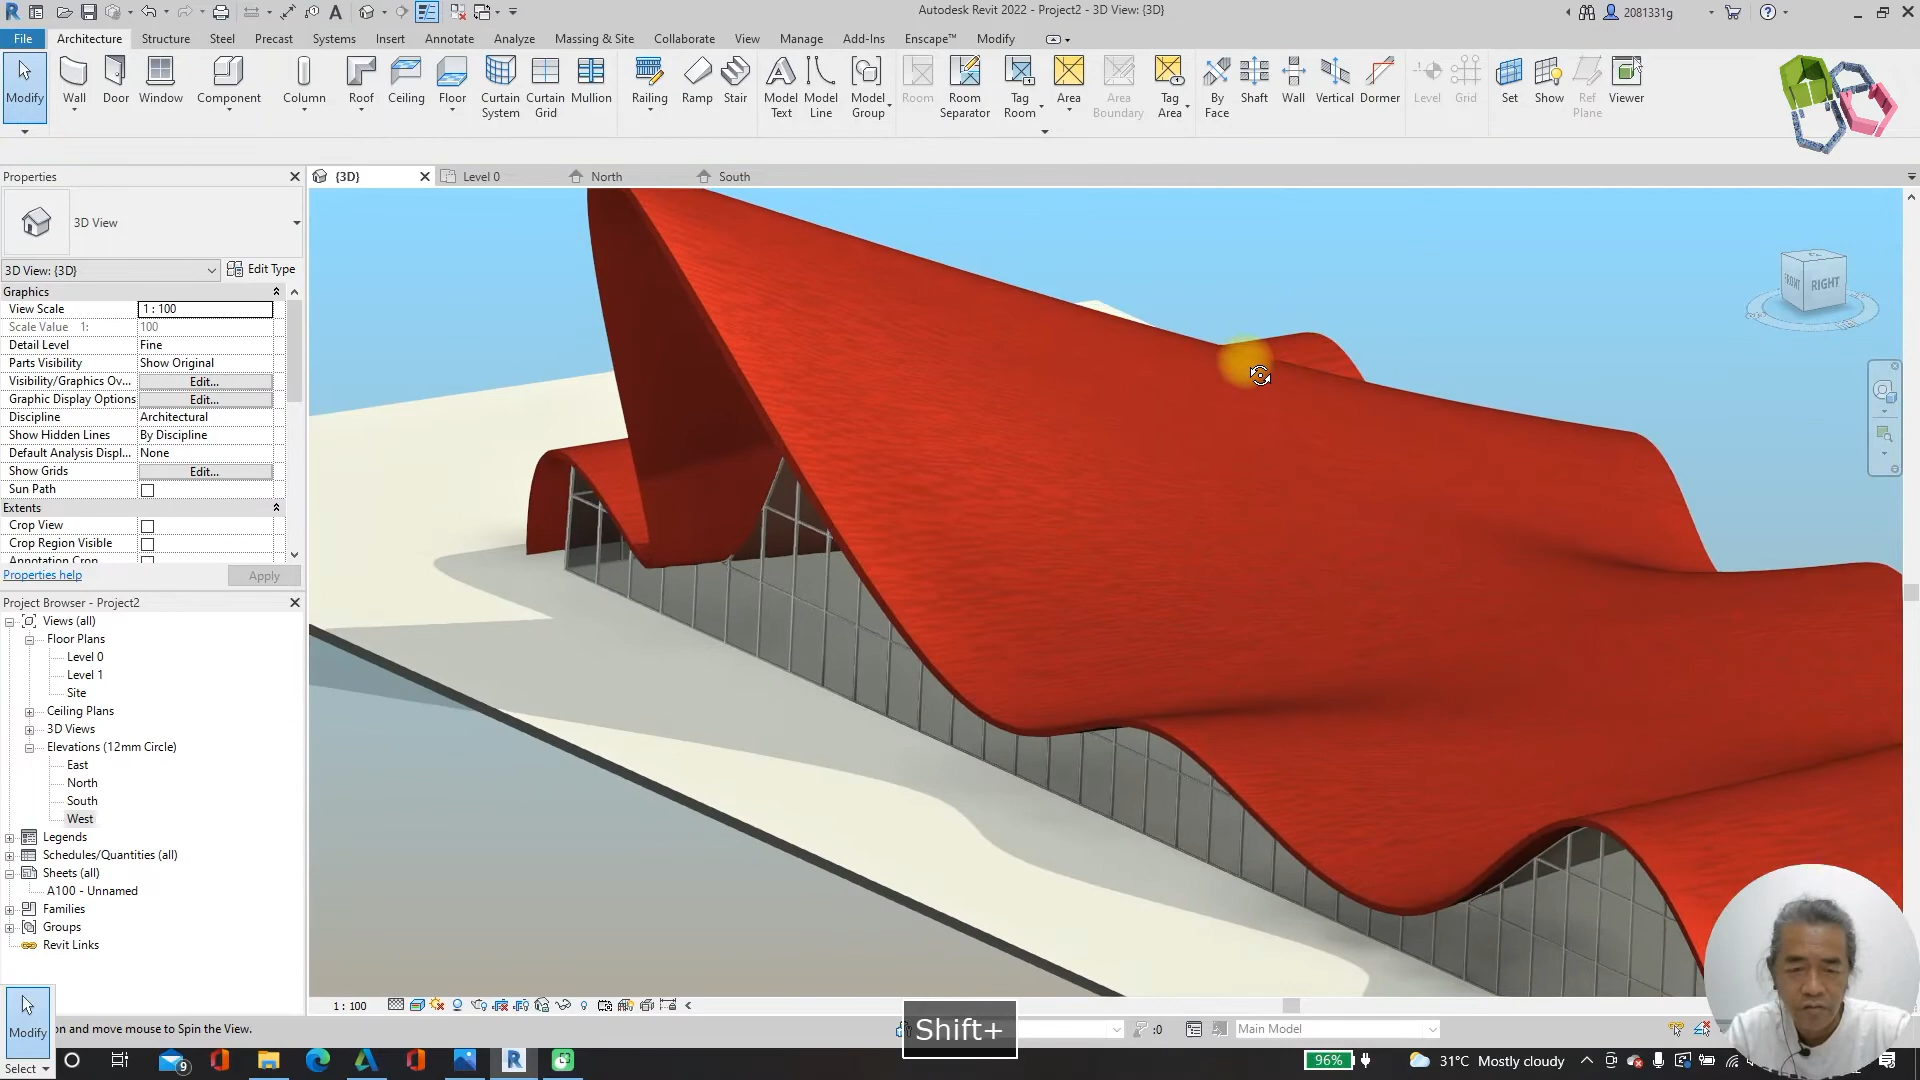 Autodesk Revit 2022 - Project2 - 3D View: {3D}
2081331g
File Architecture Structure Steel Precast Systems Insert Annotate Analyze Massing & Site Collaborate View Manage Add-Ins Enscape™ Modify
Modify Wall Door Window Component Column Roof Ceiling Floor Curtain System Curtain Grid Mullion Railing Ramp Stair Model Text Model Line Model Group Room Room Separator Tag Room Area Area Boundary Tag Area By Face Shaft Wall Vertical Dormer Level Grid Set Show Ref Plane Viewer
Properties
{3D} Level 0 North South
3D View
3D View: {3D} Edit Type
Graphics
View Scale 1 : 100
Scale Value 1: 100
Detail Level Fine
Parts Visibility Show Original
Visibility/Graphics Ov... Edit...
Graphic Display Options Edit...
Discipline Architectural
Show Hidden Lines By Discipline
Default Analysis Displ... None
Show Grids Edit...
Sun Path
Extents
Crop View
Crop Region Visible
Annotation Crop
Properties help Apply
FRONT RIGHT
Project Browser - Project2
Views (all)
Floor Plans
Level 0
Level 1
Site
Ceiling Plans
3D Views
Elevations (12mm Circle)
East
North
South
West
Legends
Schedules/Quantities (all)
Sheets (all)
A100 - Unnamed
Families
Groups
Revit Links
1 : 100
Modify
Select
on and move mouse to Spin the View.
Shift+
:0
Main Model
9
96%
31°C Mostly cloudy